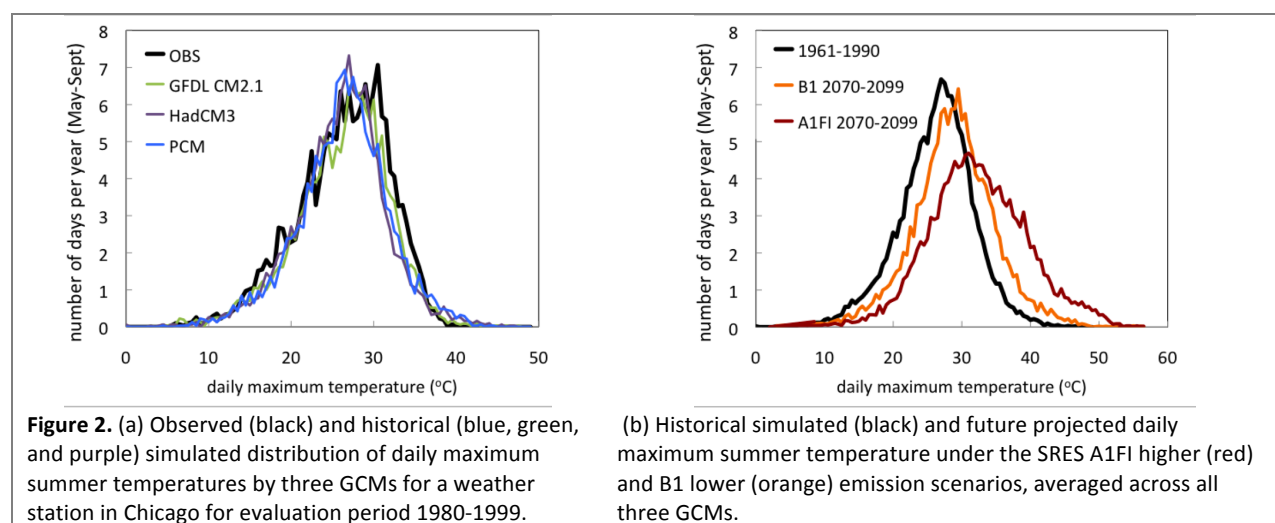 8
7
6
5
4
3
2
1
0
number of days per year (May-Sept)
OBS
GFDL CM2.1
HadCM3
PCM
0 10 20 30 40 50
daily maximum temperature (°C)
8
7
6
5
4
3
2
1
0
number of days per year (May-Sept)
1961-1990
B1 2070-2099
A1FI 2070-2099
0 10 20 30 40 50 60
daily maximum temperature (°C)
Figure 2. (a) Observed (black) and historical (blue, green,
and purple) simulated distribution of daily maximum
summer temperatures by three GCMs for a weather
station in Chicago for evaluation period 1980-1999.
(b) Historical simulated (black) and future projected daily
maximum summer temperature under the SRES A1FI higher (red)
and B1 lower (orange) emission scenarios, averaged across all
three GCMs.